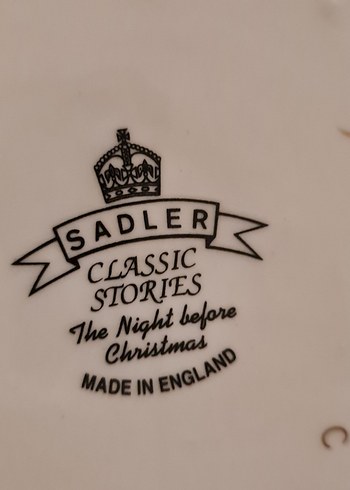 SADLER
CLASSIC
STORIES
The Night before
Christmas
MADE IN ENGLAND
C